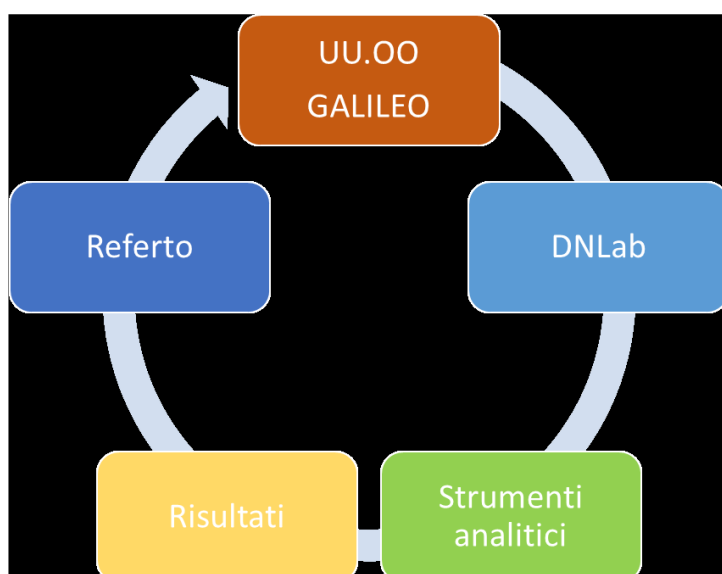 UU.OO
GALILEO
DNLab
Strumenti
analitici
Risultati
Referto